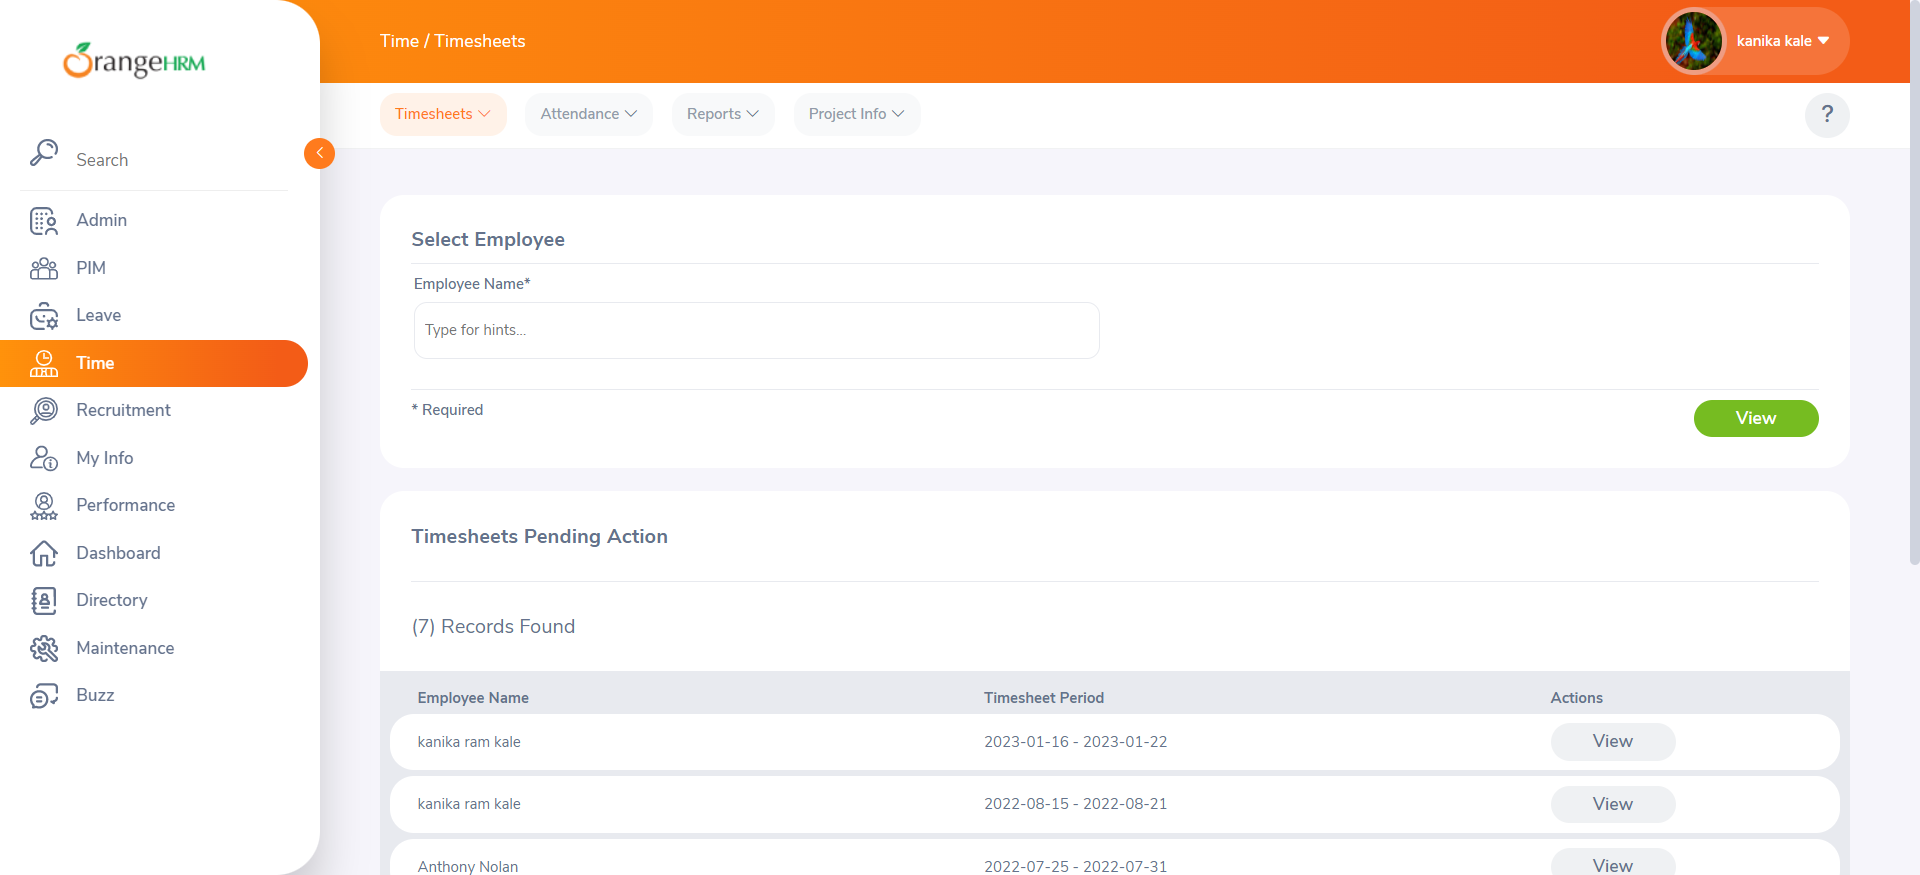 OrangeHRM
Time / Timesheets
kanika kale
Timesheets
Attendance
Reports
Project Info
?
Search
Admin
PIM
Leave
Time
Recruitment
My Info
Performance
Dashboard
Directory
Maintenance
Buzz
Select Employee
Employee Name*
Type for hints...
* Required
View
Timesheets Pending Action
(7) Records Found
Employee Name Timesheet Period Actions
kanika ram kale 2023-01-16 - 2023-01-22 View
kanika ram kale 2022-08-15 - 2022-08-21 View
Anthony Nolan 2022-07-25 - 2022-07-31 View